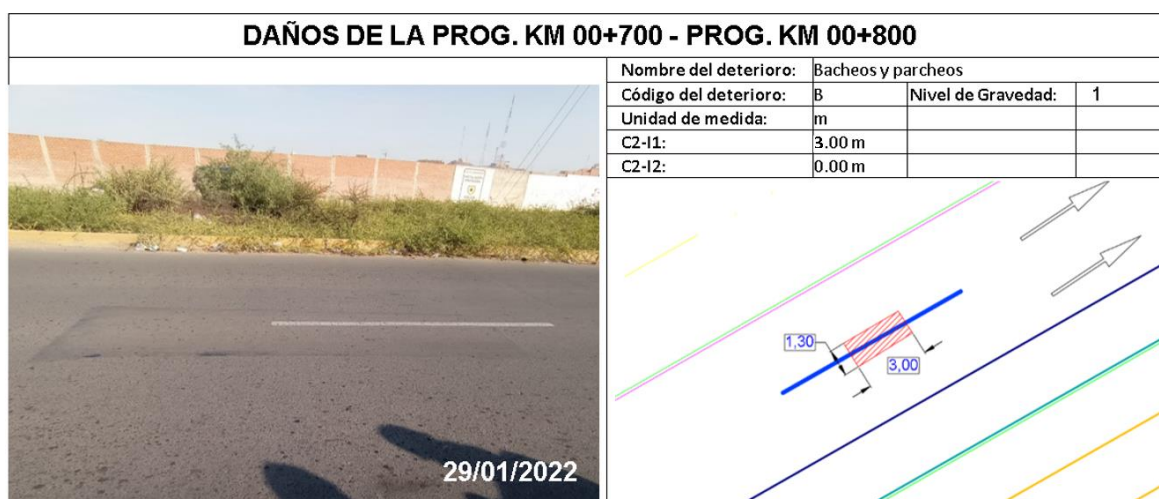 DAÑOS DE LA PROG. KM 00+700 - PROG. KM 00+800
Nombre del deterioro: Bacheos y parcheos
Código del deterioro: B Nivel de Gravedad: 1
Unidad de medida: m
C2-I1: 3.00 m
C2-I2: 0.00 m
1,30
3,00
29/01/2022